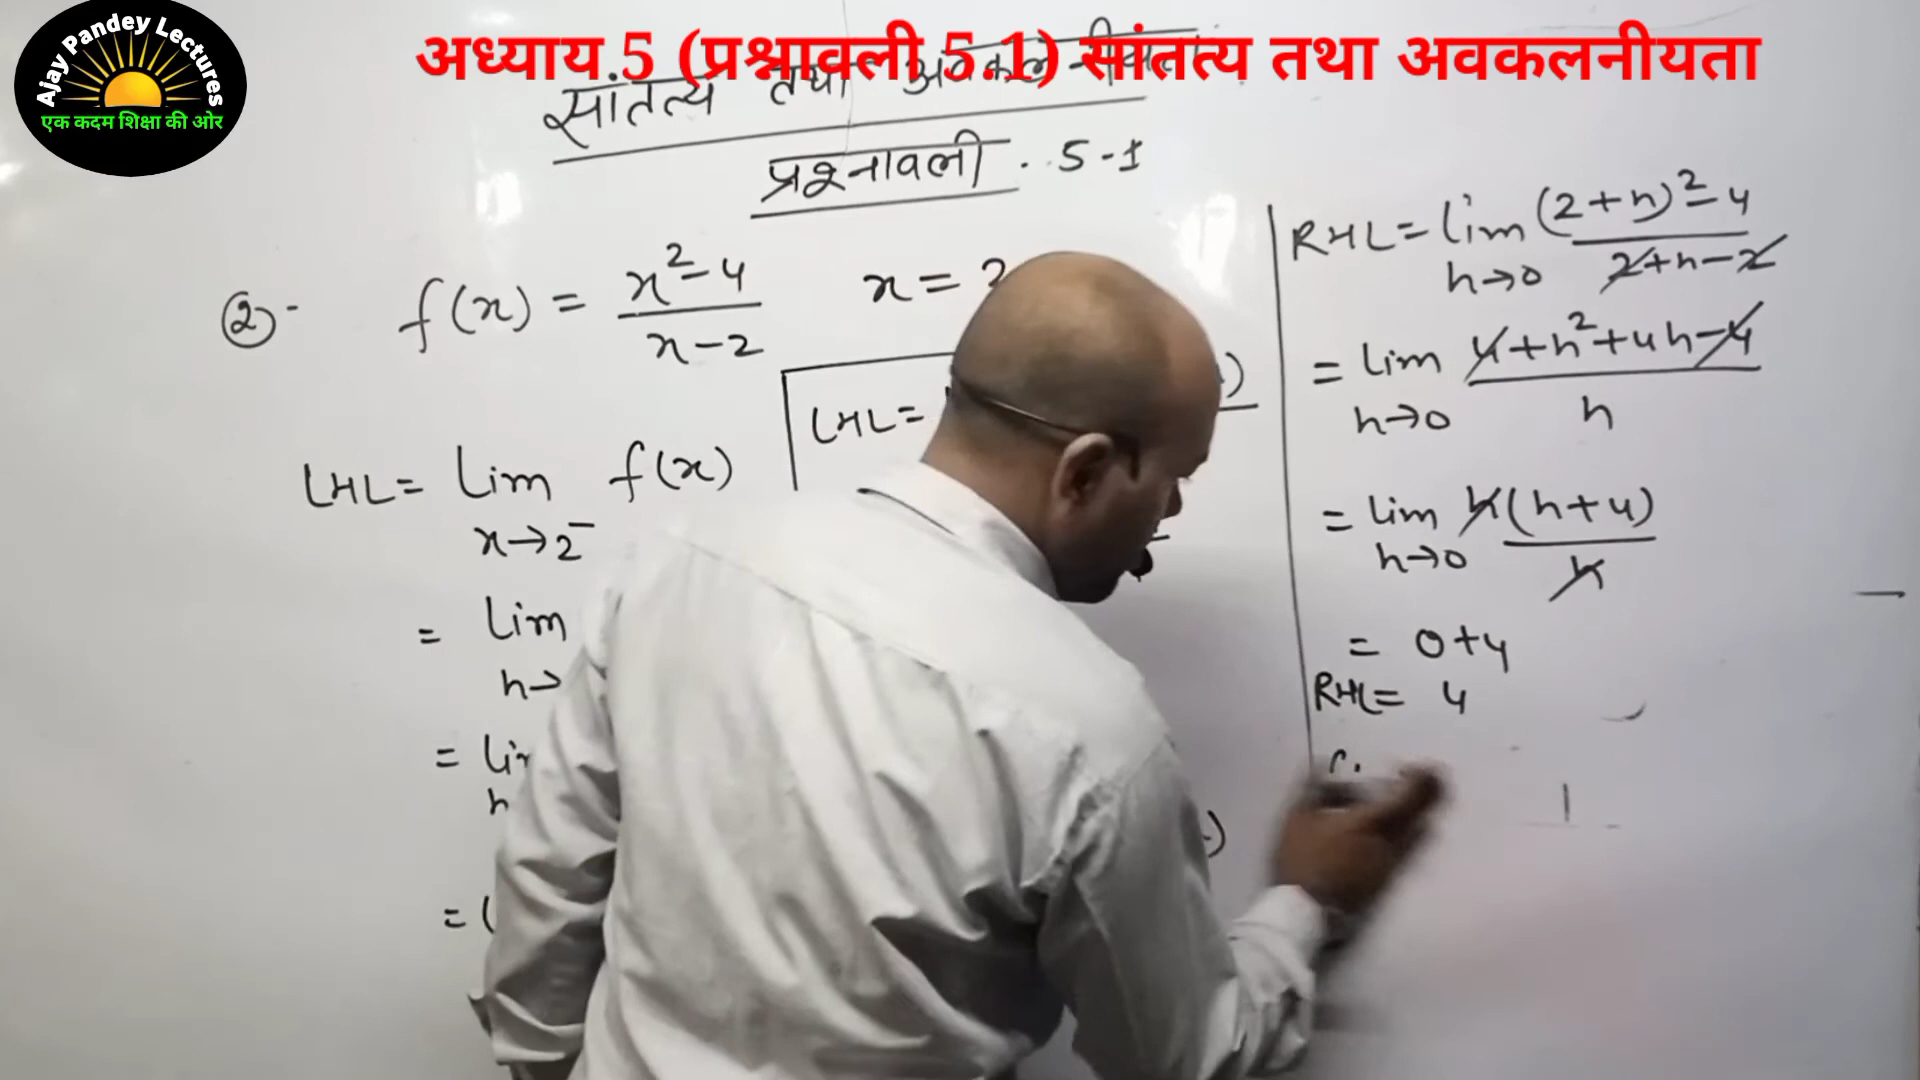 Ajay Pandey Lectures
एक कदम शिक्षा की ओर
अध्याय 5 (प्रश्नावली 5.1) सांतत्य तथा अवकलनीयता
सांतत्य तथा
प्रश्नावली . 5-1
②- f(x) = x²-4 / x-2 x =
LHL =
LHL = lim x→2⁻ f(x)
= lim h→
= h
= (
RHL = lim h→0 (2+h)²-4 / 2+h-2
= lim h→0 4+h²+4h-4 / h
= lim h→0 h(h+4) / h
= 0+4
RHL = 4